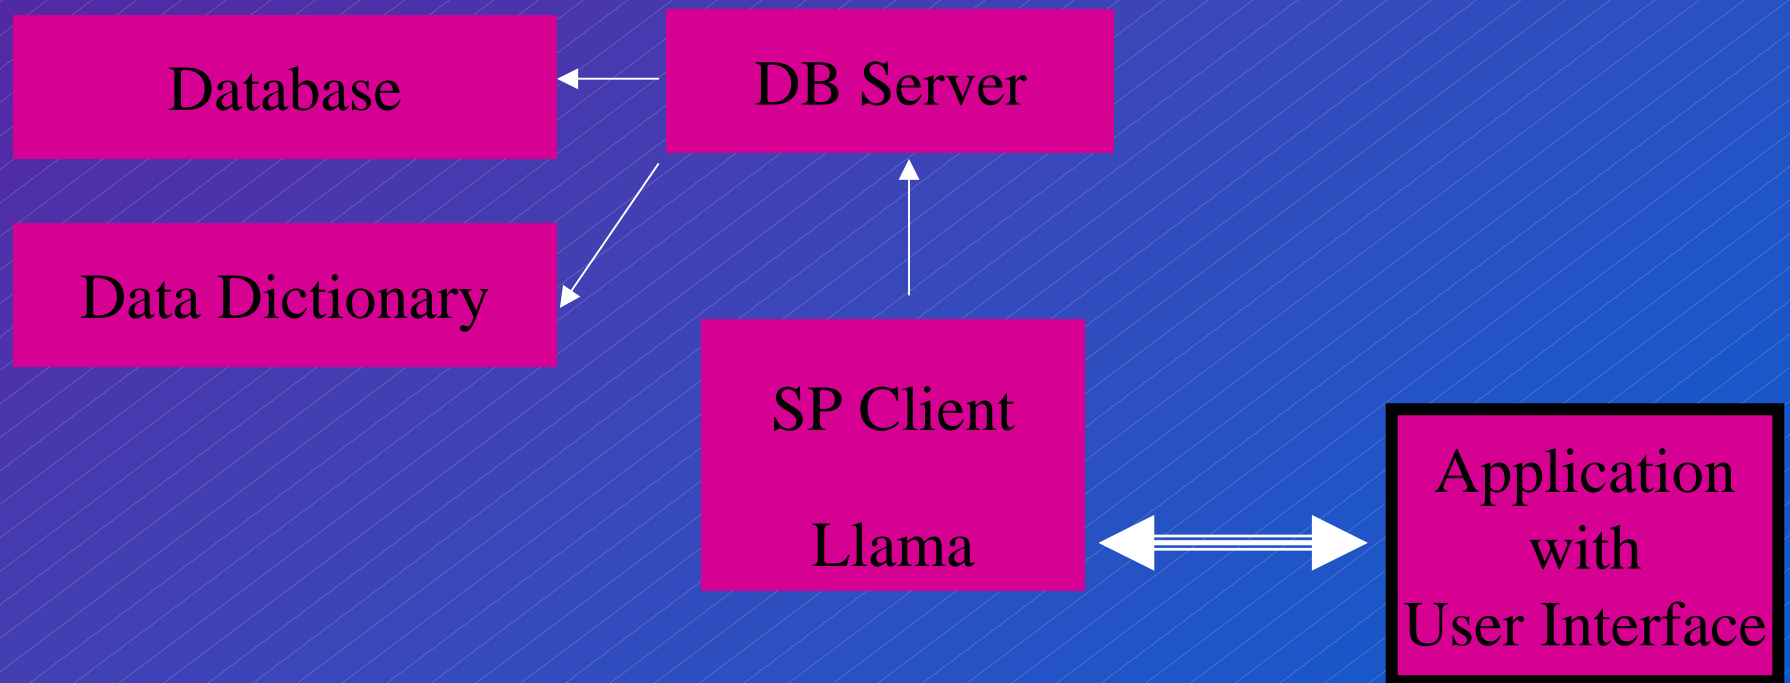 Database
DB Server
Data Dictionary
SP Client
Llama
Application
with
User Interface